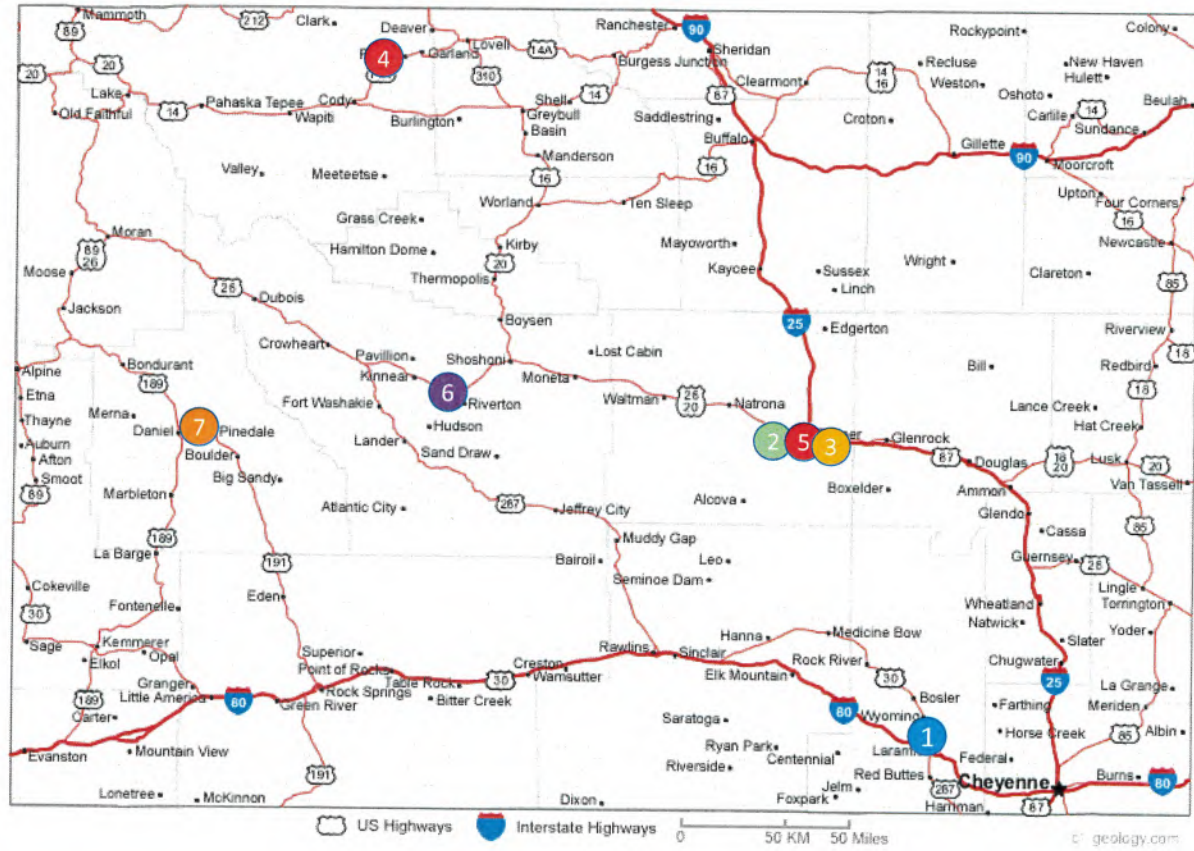 Mammoth
Clark
212
89
Deaver
Lovell
Ranchester
90
Sheridan
Rockypoint
Colony
20
20
4
Garland
14A
Burgess Junction
Clearmont
14
16
Recluse
New Haven
Weston
Hulett
Lake
310
87
Old Faithful
14
Pahaska Tepee
Cody
Wapiti
Burlington
Shell
14
Greybull
Saddlestring
Croton
Oshoto
Carlile
14
Beulah
Sundance
Basin
Buffalo
Gillette
90
Moorcroft
Manderson
Valley
Meeteetse
16
16
Upton
Four Corners
Worland
Ten Sleep
Grass Creek
16
Moran
Hamilton Dome
Kirby
Mayoworth
Newcastle
89
26
20
Wright
Moose
Thermopolis
Kaycee
Sussex
Linch
Clareton
85
26
Dubois
Jackson
Boysen
25
Edgerton
Riverview
Crowheart
Pavillion
Shoshoni
Lost Cabin
18
Bondurant
Bill
Redbird
Alpine
Kinnear
Moneta
189
6
Riverton
Waltman
26
20
Natrona
18
Etna
Fort Washakie
Merna
Lance Creek
Thayne
7
Hudson
Hat Creek
Daniel
Pinedale
2
5
3
Glenrock
Auburn
Lander
Boulder
Sand Draw
87
Douglas
18
20
Lusk
20
Afton
Big Sandy
Smoot
Van Tassell
89
Marbleton
Alcova
Boxelder
Ammon
Atlantic City
287
Jeffrey City
Glendo
85
189
Muddy Gap
Cassa
La Barge
Bairoil
Leo
Guernsey
26
191
Seminoe Dam
Lingle
Cokeville
Eden
Torrington
30
Fontenelle
Wheatland
Natwick
Yoder
Sage
Kemmerer
Hanna
Medicine Bow
Slater
Elkol
Opal
Superior
Rawlins
Sinclair
Point of Rocks
Creston
Rock River
Chugwater
Granger
Table Rock
30
Wamsutter
Elk Mountain
30
25
La Grange
189
Little America
80
Rock Springs
Bitter Creek
Bosler
Green River
80
Wyoming
Farthing
Meriden
Carter
Saratoga
1
Horse Creek
85
Albin
Evanston
Mountain View
Ryan Park
Centennial
Federal
191
Riverside
Red Buttes
Cheyenne
Burns
80
Lonetree
McKinnon
Dixon
Jelm
Foxpark
287
Harriman
87
US Highways
Interstate Highways
0
50 KM
50 Miles
geology.com